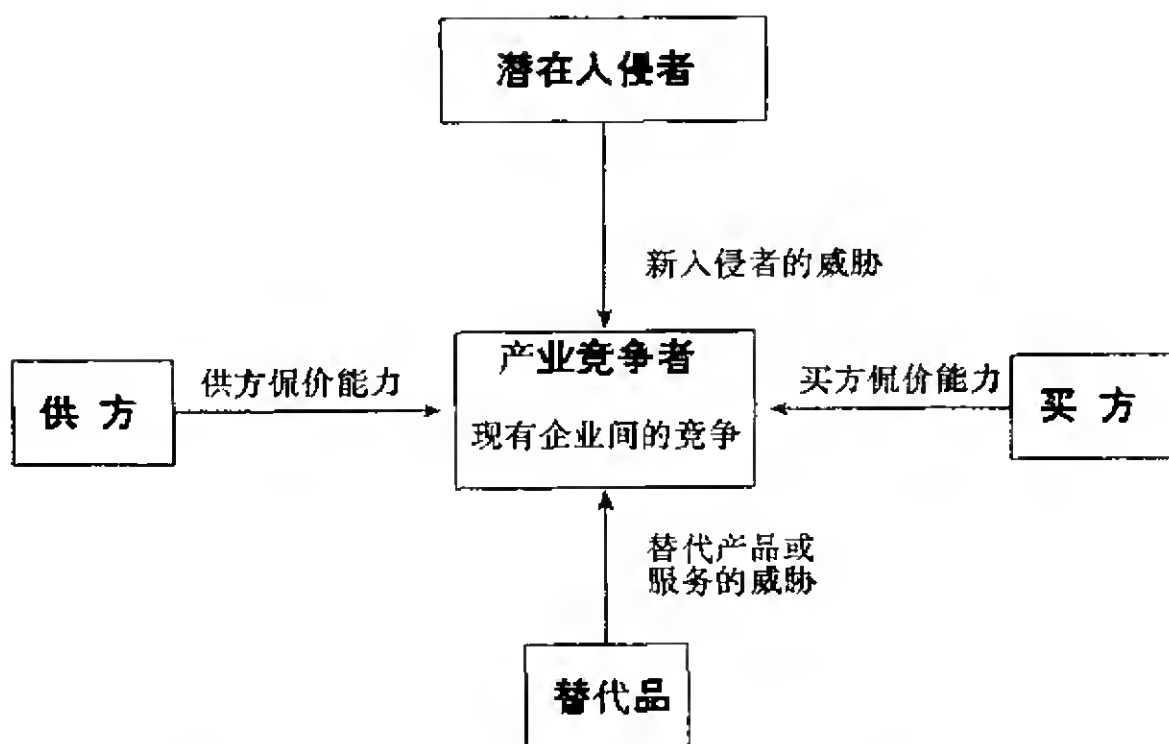 潜在入侵者
新入侵者的威胁
产业竞争者
供方侃价能力
买方侃价能力
供 方
买 方
现有企业间的竞争
替代产品或
服务的威胁
替代品